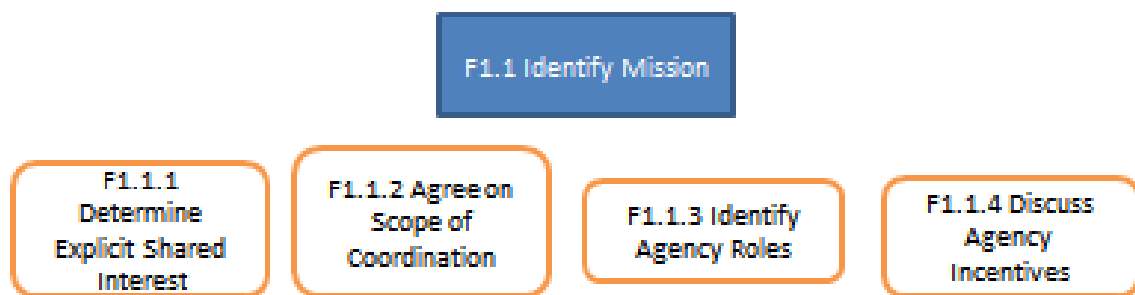 F1.1 Identify Mission
F1.1.1
Determine
Explicit Shared
Interest
F1.1.2 Agree on
Scope of
Coordination
F1.1.3 Identify
Agency Roles
F1.1.4 Discuss
Agency
Incentives